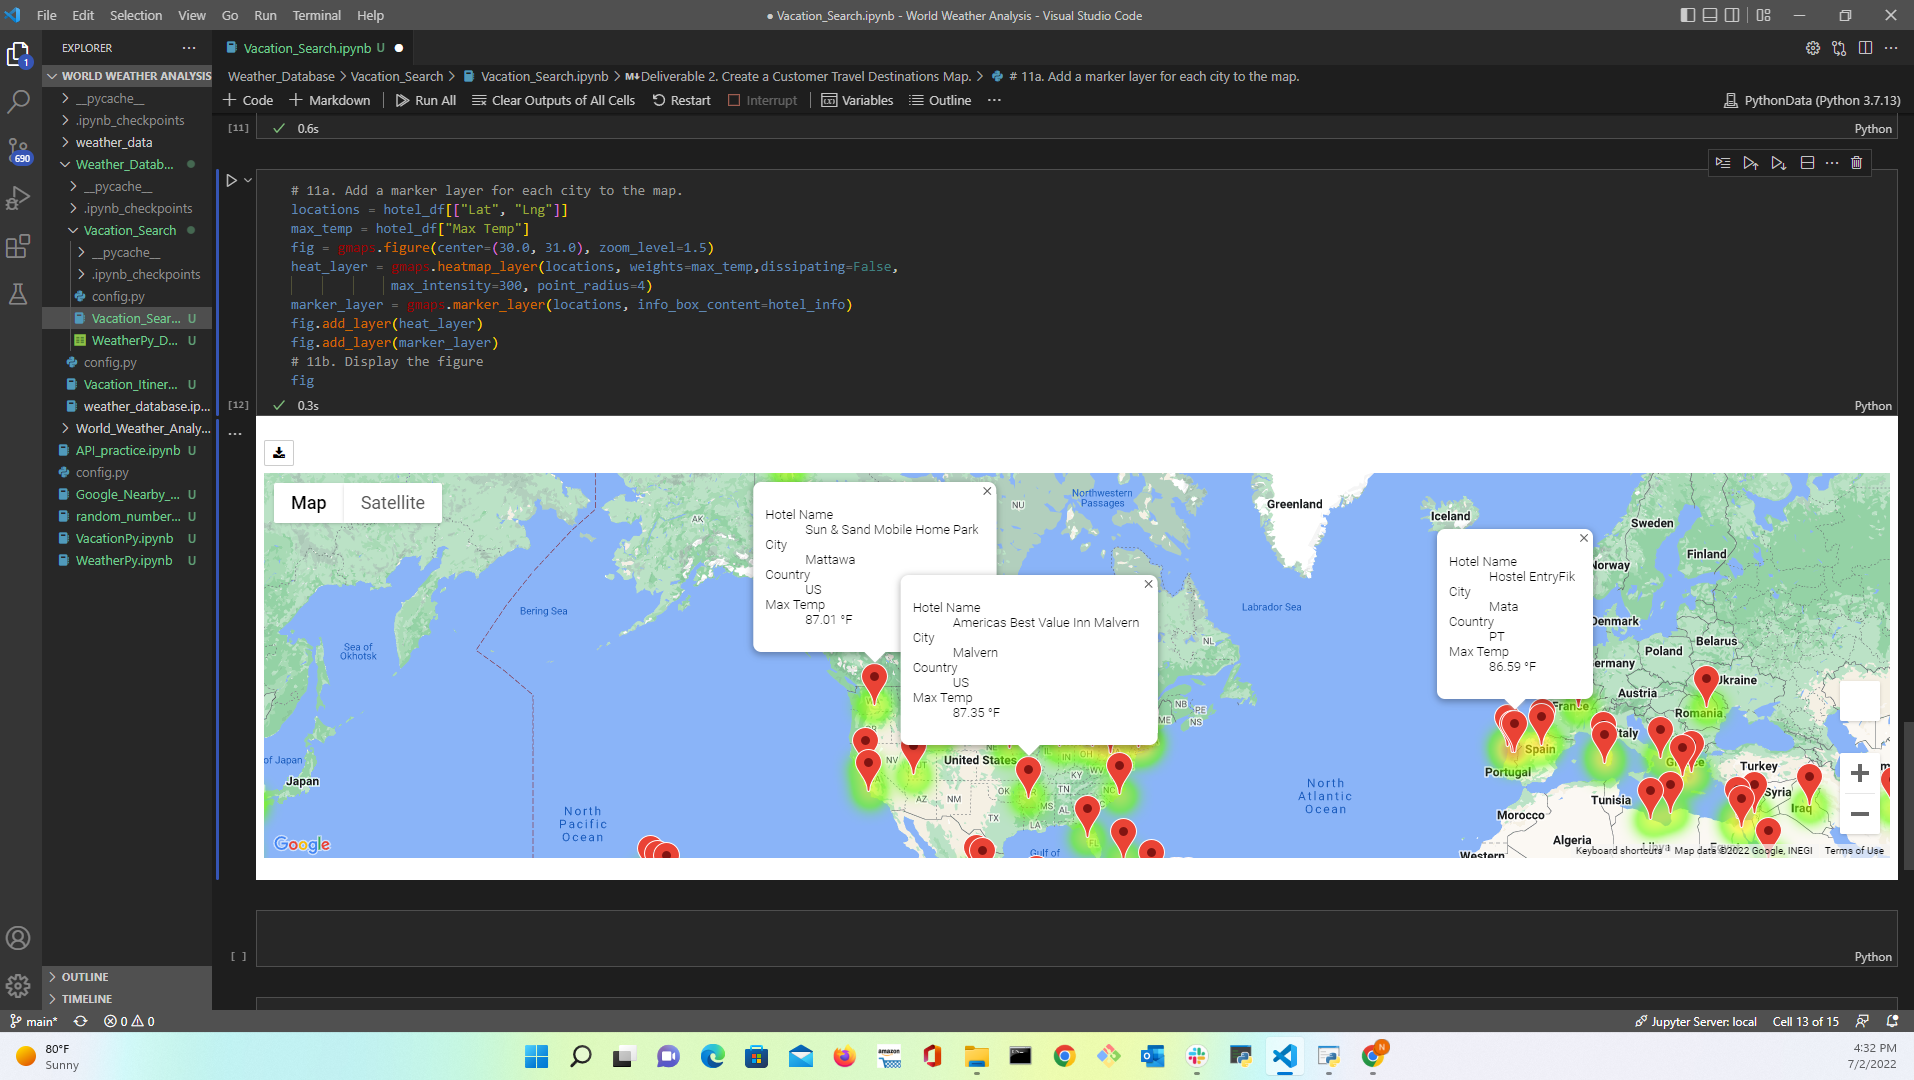 File Edit Selection View Go Run Terminal Help
● Vacation_Search.ipynb - World Weather Analysis - Visual Studio Code
EXPLORER
WORLD WEATHER ANALYSIS
__pycache__
.ipynb_checkpoints
weather_data
Weather_Datab...
__pycache__
.ipynb_checkpoints
Vacation_Search
__pycache__
.ipynb_checkpoints
config.py
Vacation_Sear... U
WeatherPy_D... U
config.py
Vacation_Itiner... U
weather_database.ip...
World_Weather_Analy...
API_practice.ipynb U
config.py
Google_Nearby_... U
random_number... U
VacationPy.ipynb U
WeatherPy.ipynb U
OUTLINE
TIMELINE
1
690
Vacation_Search.ipynb U
Weather_Database > Vacation_Search > Vacation_Search.ipynb > Deliverable 2. Create a Customer Travel Destinations Map. > # 11a. Add a marker layer for each city to the map.
Code Markdown Run All Clear Outputs of All Cells Restart Interrupt Variables Outline ...
PythonData (Python 3.7.13)
[11] 0.6s Python
# 11a. Add a marker layer for each city to the map.
locations = hotel_df[["Lat", "Lng"]]
max_temp = hotel_df["Max Temp"]
fig = gmaps.figure(center=(30.0, 31.0), zoom_level=1.5)
heat_layer = gmaps.heatmap_layer(locations, weights=max_temp,dissipating=False,
max_intensity=300, point_radius=4)
marker_layer = gmaps.marker_layer(locations, info_box_content=hotel_info)
fig.add_layer(heat_layer)
fig.add_layer(marker_layer)
# 11b. Display the figure
fig
[12] 0.3s Python
Map Satellite
Hotel Name
Sun & Sand Mobile Home Park
City
Mattawa
Country
US
Max Temp
87.01 °F
Hotel Name
Americas Best Value Inn Malvern
City
Malvern
Country
US
Max Temp
87.35 °F
Hotel Name
Hostel EntryFik
City
Mata
Country
PT
Max Temp
86.59 °F
AK
NU
Northwestern
Passages
Greenland
Iceland
Sweden
Finland
Norway
Bering Sea
Sea of
Okhotsk
Labrador Sea
NL
Denmark
Belarus
Poland
Germany
Ukraine
Austria
France
Romania
NB
PE
NS
ME
Italy
Spain
Portugal
Greece
Turkey
Syria
Iraq
of Japan
Japan
North
Pacific
Ocean
United States
NV
UT
AZ
NM
TX
OK
KY
TN
MS
AL
LA
NC
WV
OH
IN
IL
NE
FL
Gulf of
North
Atlantic
Ocean
Tunisia
Morocco
Algeria
Libya
Western
Google
Keyboard shortcuts Map data ©2022 Google, INEGI Terms of Use
[ ] Python
main* 0 0
Jupyter Server: local Cell 13 of 15
80°F
Sunny
amazon
N
4:32 PM
7/2/2022